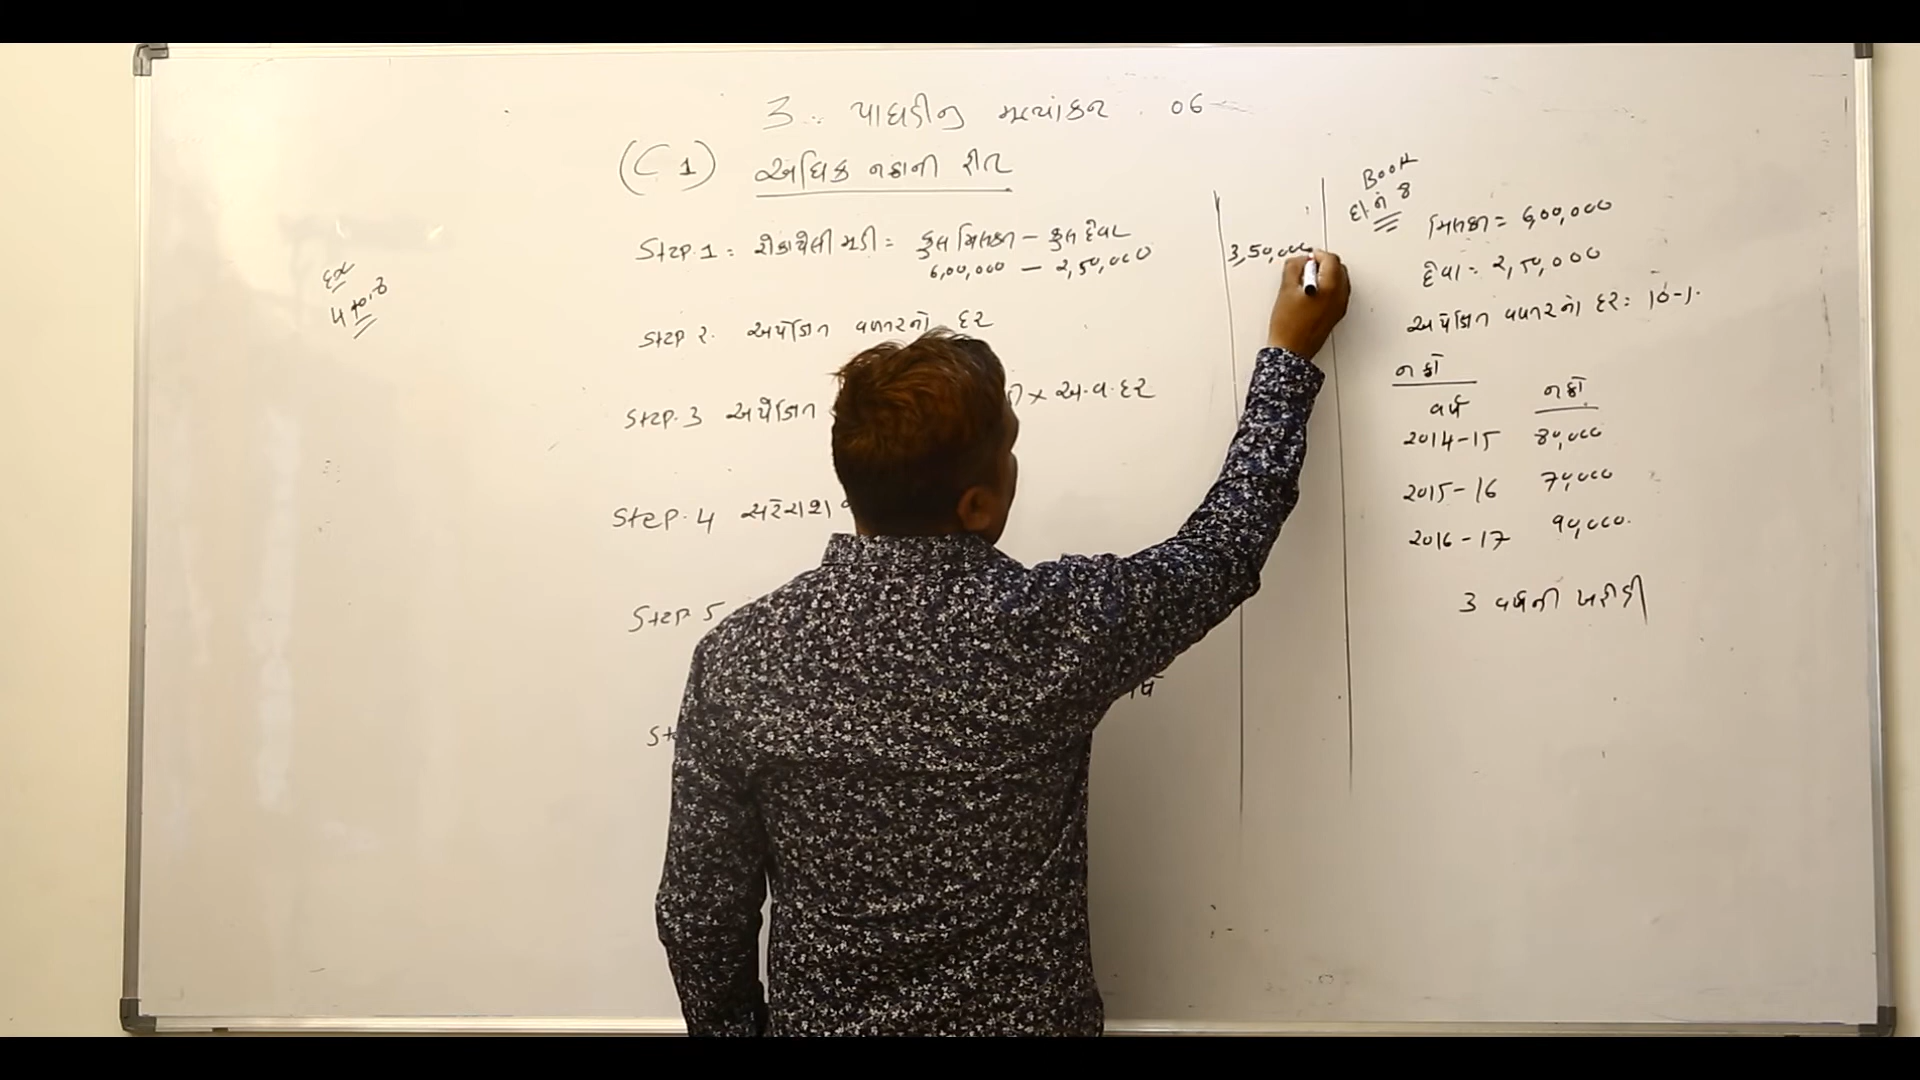 3. પાઘડીનુ મૂલ્યાંકન . 06
(C 1) અધિક નફાની રીત
Step.1 : રોકાયેલી મૂડી = કુલ મિલકત - કુલ દેવા
6,00,000 - 2,50,000
3,50,000
Step 2. અપેક્ષિત વળતરનો દર
Step.3 અપેક્ષિત × અ.વ.દર
Step.4 સરેરાશ
Step 5
Book
દા.નં 8
મિલકત = 6,00,000
દેવા = 2,50,000
અપેક્ષિત વળતરનો દર = 10-1.
નફો
વર્ષ નફો
2014-15 80,000
2015-16 70,000
2016-17 90,000.
3 વર્ષની ખરીદી